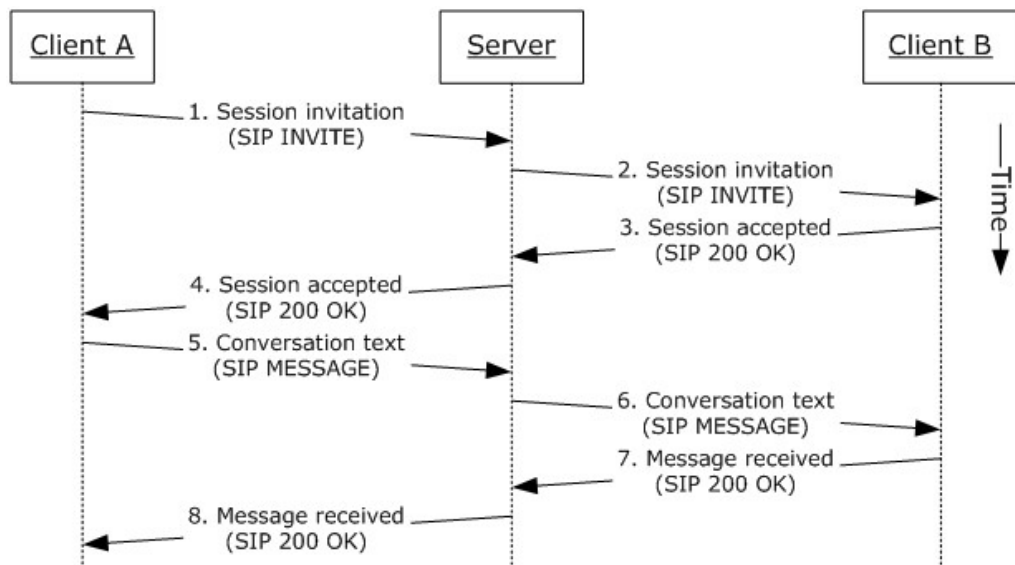 Client A
Server
Client B
1. Session invitation
(SIP INVITE)
2. Session invitation
(SIP INVITE)
Time
3. Session accepted
(SIP 200 OK)
4. Session accepted
(SIP 200 OK)
5. Conversation text
(SIP MESSAGE)
6. Conversation text
(SIP MESSAGE)
7. Message received
(SIP 200 OK)
8. Message received
(SIP 200 OK)